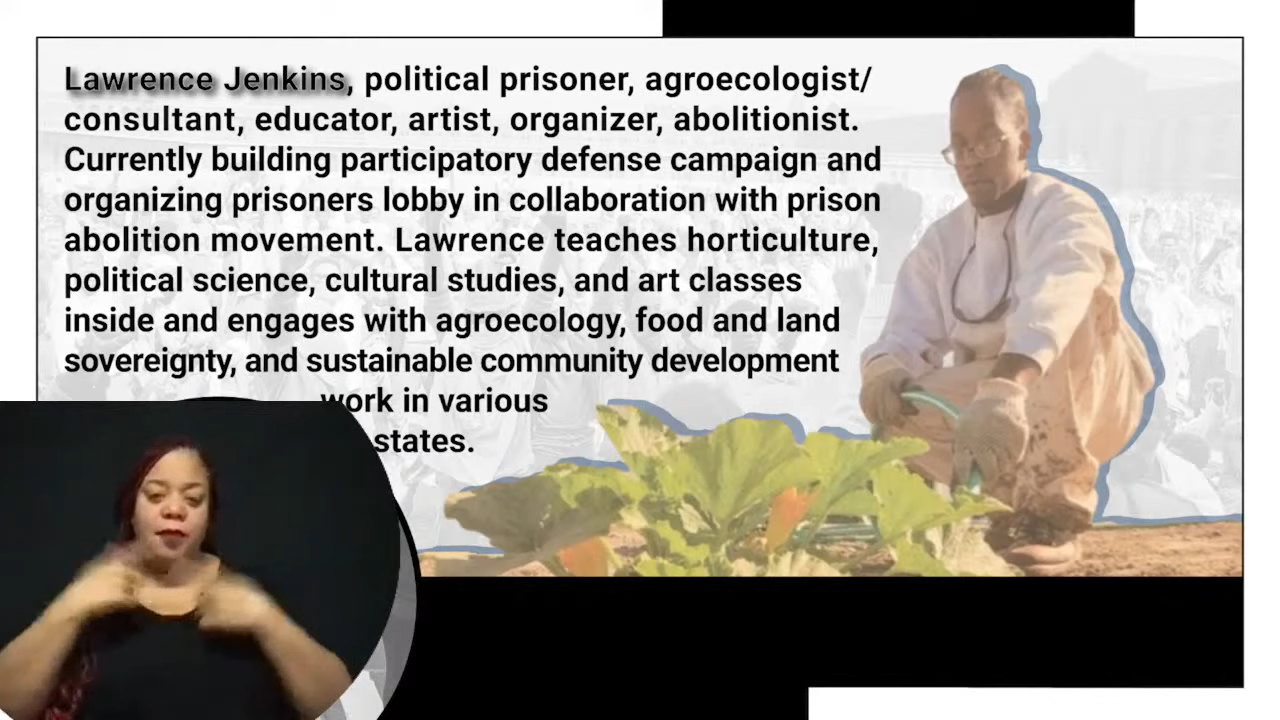 Lawrence Jenkins, political prisoner, agroecologist/
consultant, educator, artist, organizer, abolitionist.
Currently building participatory defense campaign and
organizing prisoners lobby in collaboration with prison
abolition movement. Lawrence teaches horticulture,
political science, cultural studies, and art classes
inside and engages with agroecology, food and land
sovereignty, and sustainable community development
work in various
states.